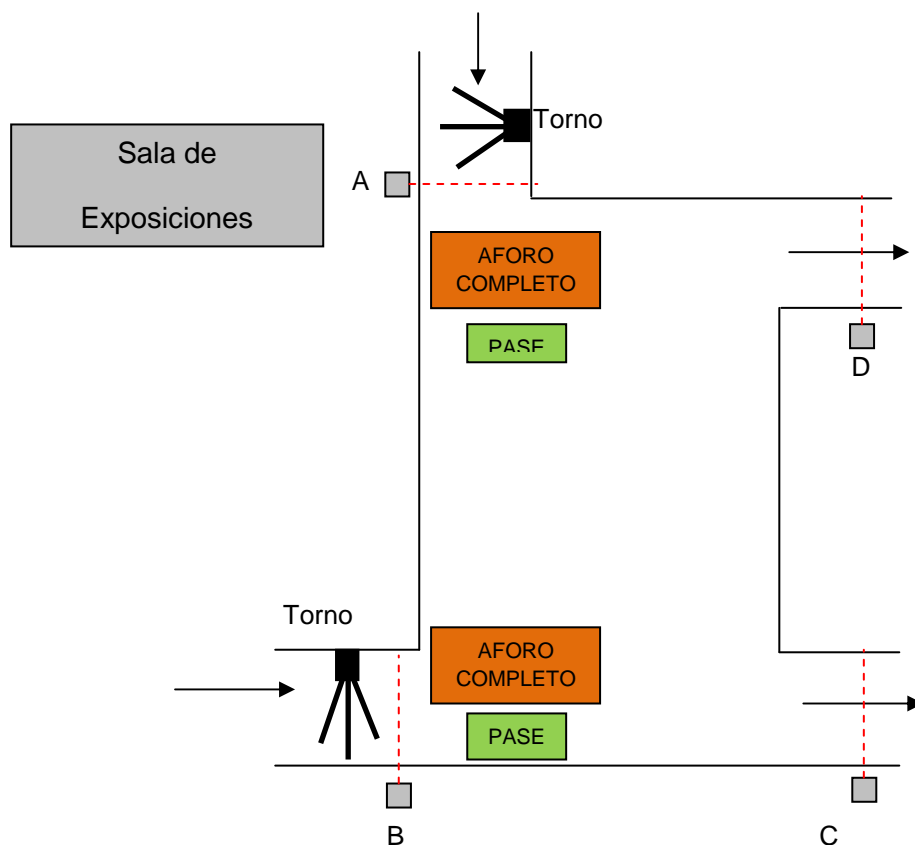 Torno
Sala de
Exposiciones
A
AFORO
COMPLETO
PASE
D
Torno
AFORO
COMPLETO
PASE
B
C